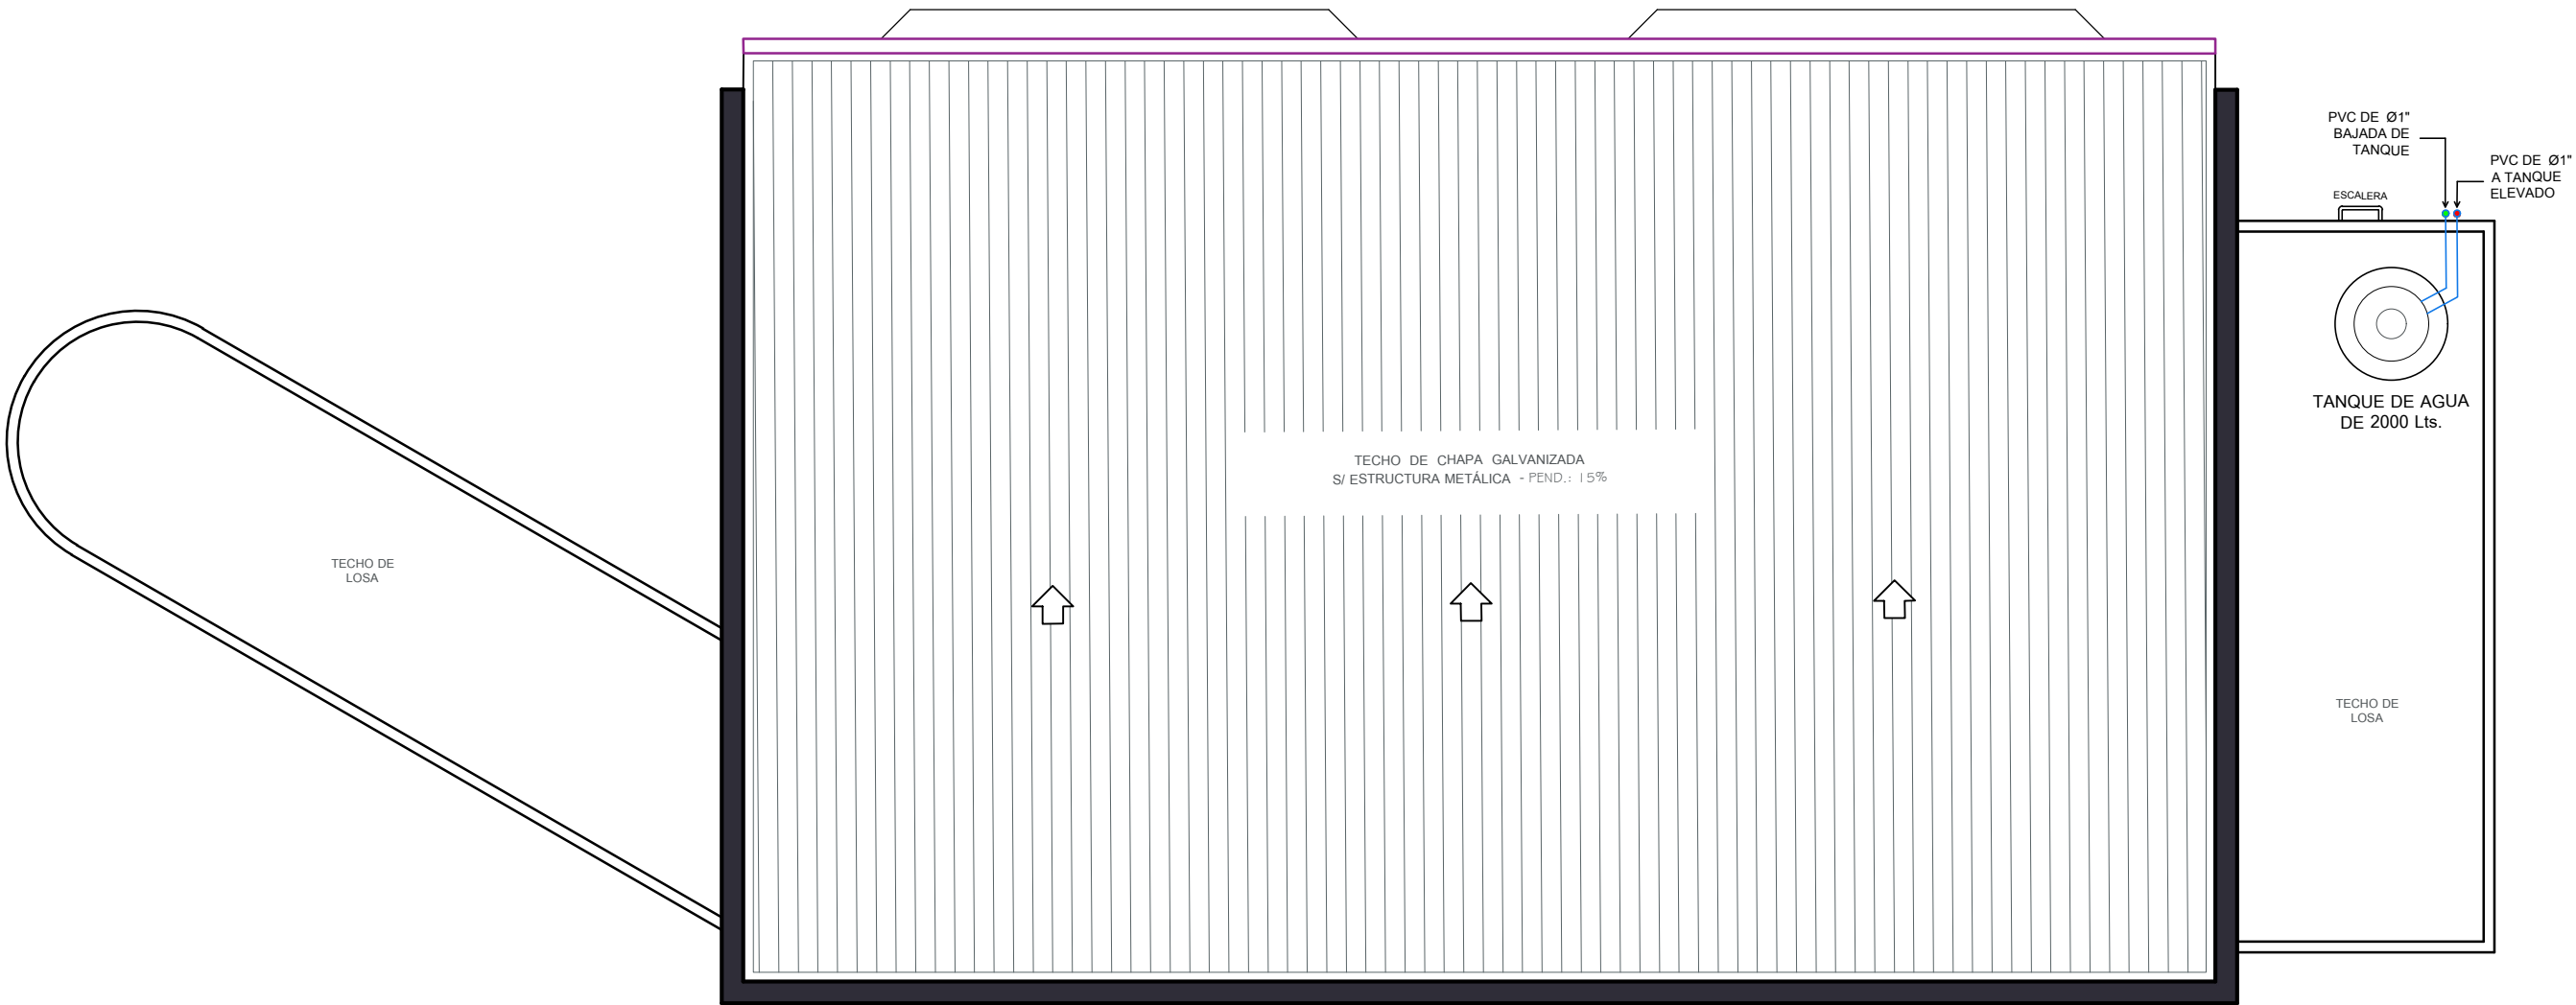 PVC DE Ø1"
BAJADA DE
TANQUE
PVC DE Ø1"
A TANQUE
ELEVADO
ESCALERA
TANQUE DE AGUA
DE 2000 Lts.
TECHO DE CHAPA GALVANIZADA
S/ ESTRUCTURA METÁLICA - PEND.: 15%
TECHO DE
LOSA
TECHO DE
LOSA